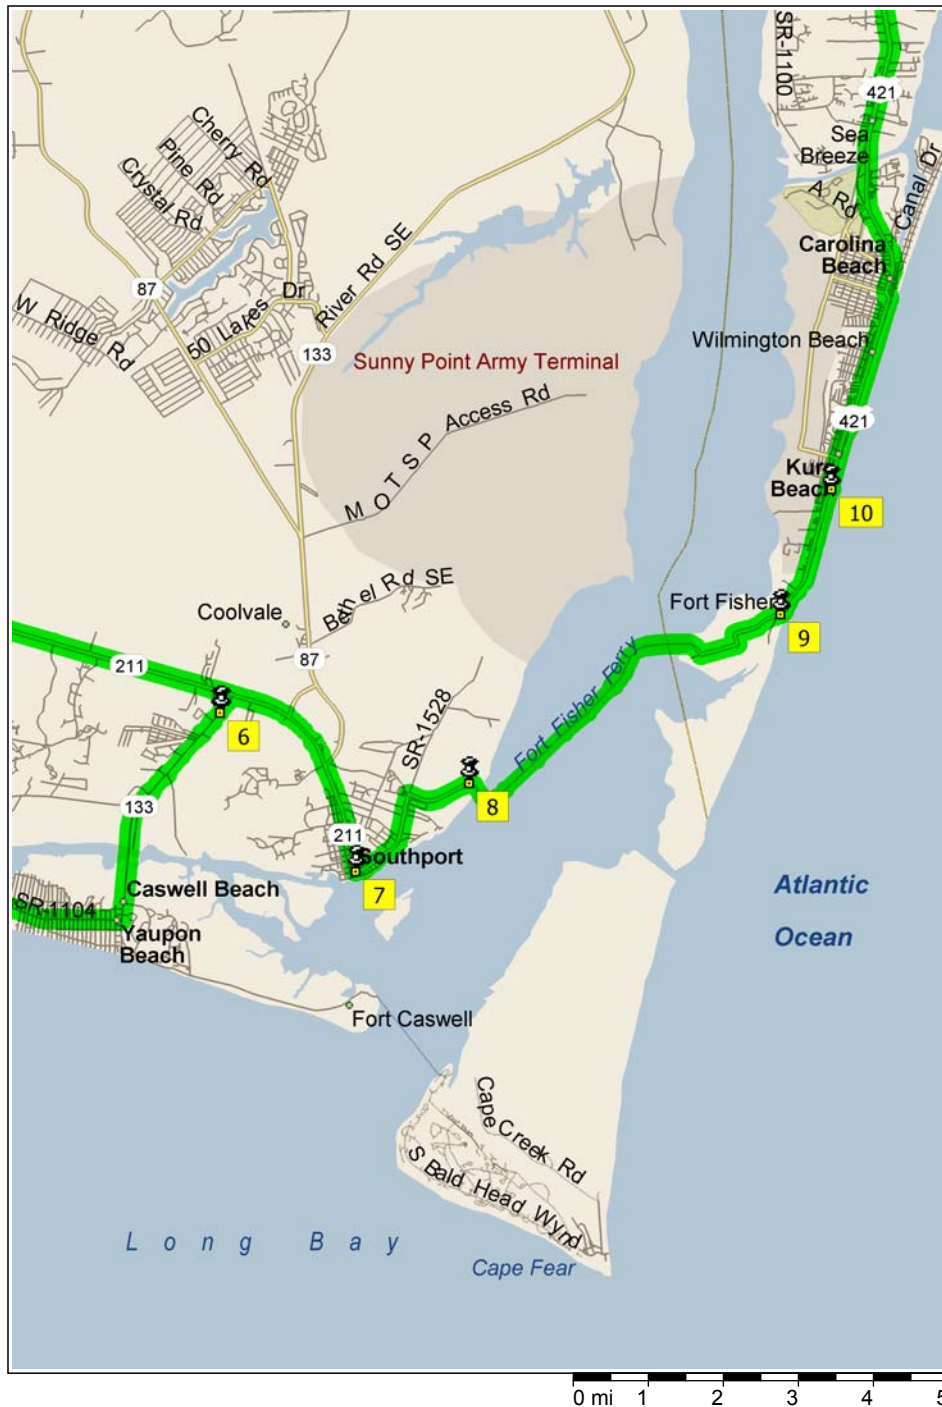 SR-1100
421
Sea
Breeze
Canal Dr
A Rd
Cherry Rd
Pine Rd
Crystal Rd
Carolina
Beach
87
River Rd SE
50 Lakes Dr
W Ridge Rd
133
Sunny Point Army Terminal
Wilmington Beach
M O T S P Access Rd
421
Beach
10
Bethel Rd SE
Coolvale
Fort Fisher
9
87
211
SR-1528
Fort Fisher Ferry
6
133
8
211
Southport
7
Caswell Beach
SR-1104
Yaupon
Beach
Atlantic
Ocean
Fort Caswell
Cape Creek Rd
S Bald Head Wynd
Long Bay
Cape Fear
0 mi 1 2 3 4 5